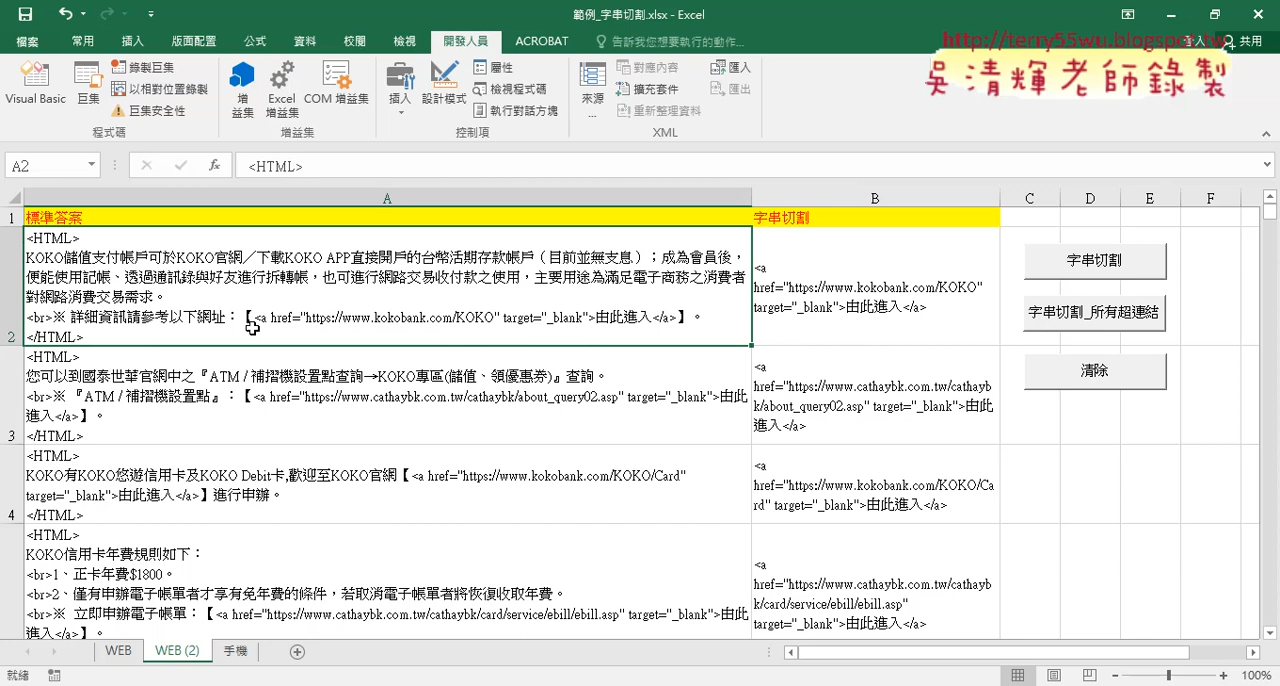 範例_字串切割.xlsx - Excel
http://terry55wu.blogspot.tw
吳清輝老師錄製
檔案 常用 插入 版面配置 公式 資料 校閱 檢視 開發人員 ACROBAT 告訴我您想要執行的動作... 登入 共用
Visual Basic 巨集 錄製巨集 以相對位置錄製 巨集安全性
增益集 Excel 增益集 COM 增益集
插入 設計模式 屬性 檢視程式碼 執行對話方塊
來源... 對應內容 擴充套件 重新整理資料 匯入 匯出
程式碼 增益集 控制項 XML
A2 fx <HTML>
A B C D E F
1 標準答案 字串切割
2
<HTML>
KOKO儲值支付帳戶可於KOKO官網／下載KOKO APP直接開戶的台幣活期存款帳戶（目前並無支息）；成為會員後，
便能使用記帳、透過通訊錄與好友進行拆轉帳，也可進行網路交易收付款之使用，主要用途為滿足電子商務之消費者
對網路消費交易需求。
<br>※ 詳細資訊請參考以下網址：【<a href="https://www.kokobank.com/KOKO" target="_blank">由此進入</a>】。
</HTML>
<a
href="https://www.kokobank.com/KOKO"
target="_blank">由此進入</a>
3
<HTML>
您可以到國泰世華官網中之『ATM / 補摺機設置點查詢→KOKO專區(儲值、領優惠券)』查詢。
<br>※『ATM / 補摺機設置點』：【<a href="https://www.cathaybk.com.tw/cathaybk/about_query02.asp" target="_blank">由此
進入</a>】。
</HTML>
<a
href="https://www.cathaybk.com.tw/cathayb
k/about_query02.asp" target="_blank">由此
進入</a>
4
<HTML>
KOKO有KOKO您遊信用卡及KOKO Debit卡,歡迎至KOKO官網【<a href="https://www.kokobank.com/KOKO/Card"
target="_blank">由此進入</a>】進行申辦。
</HTML>
<a
href="https://www.kokobank.com/KOKO/Ca
rd" target="_blank">由此進入</a>
<HTML>
KOKO信用卡年費規則如下：
<br>1、正卡年費$1800。
<br>2、僅有申辦電子帳單者才享有免年費的條件，若取消電子帳單者將恢復收取年費。
<br>※ 立即申辦電子帳單：【<a href="https://www.cathaybk.com.tw/cathaybk/card/service/ebill/ebill.asp" target="_blank">由此
進入</a>】。
<a
href="https://www.cathaybk.com.tw/cathayb
k/card/service/ebill/ebill.asp"
target="_blank">由此進入</a>
字串切割
字串切割_所有超連結
清除
WEB WEB (2) 手機
就緒 100%